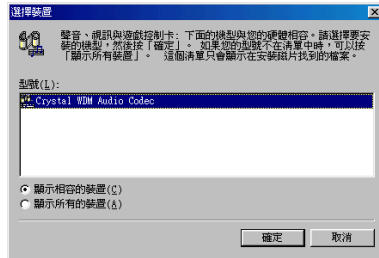 選擇裝置
聲音、視訊與遊戲控制卡: 下面的機型與您的硬體相容。請選擇要安
裝的機型，然後按「確定」。 如果您的型號不在清單中時，可以按
「顯示所有裝置」。 這個清單只會顯示在安裝磁片找到的檔案。
型號(L):
Crystal WDM Audio Codec
顯示相容的裝置(C)
顯示所有的裝置(A)
確定
取消